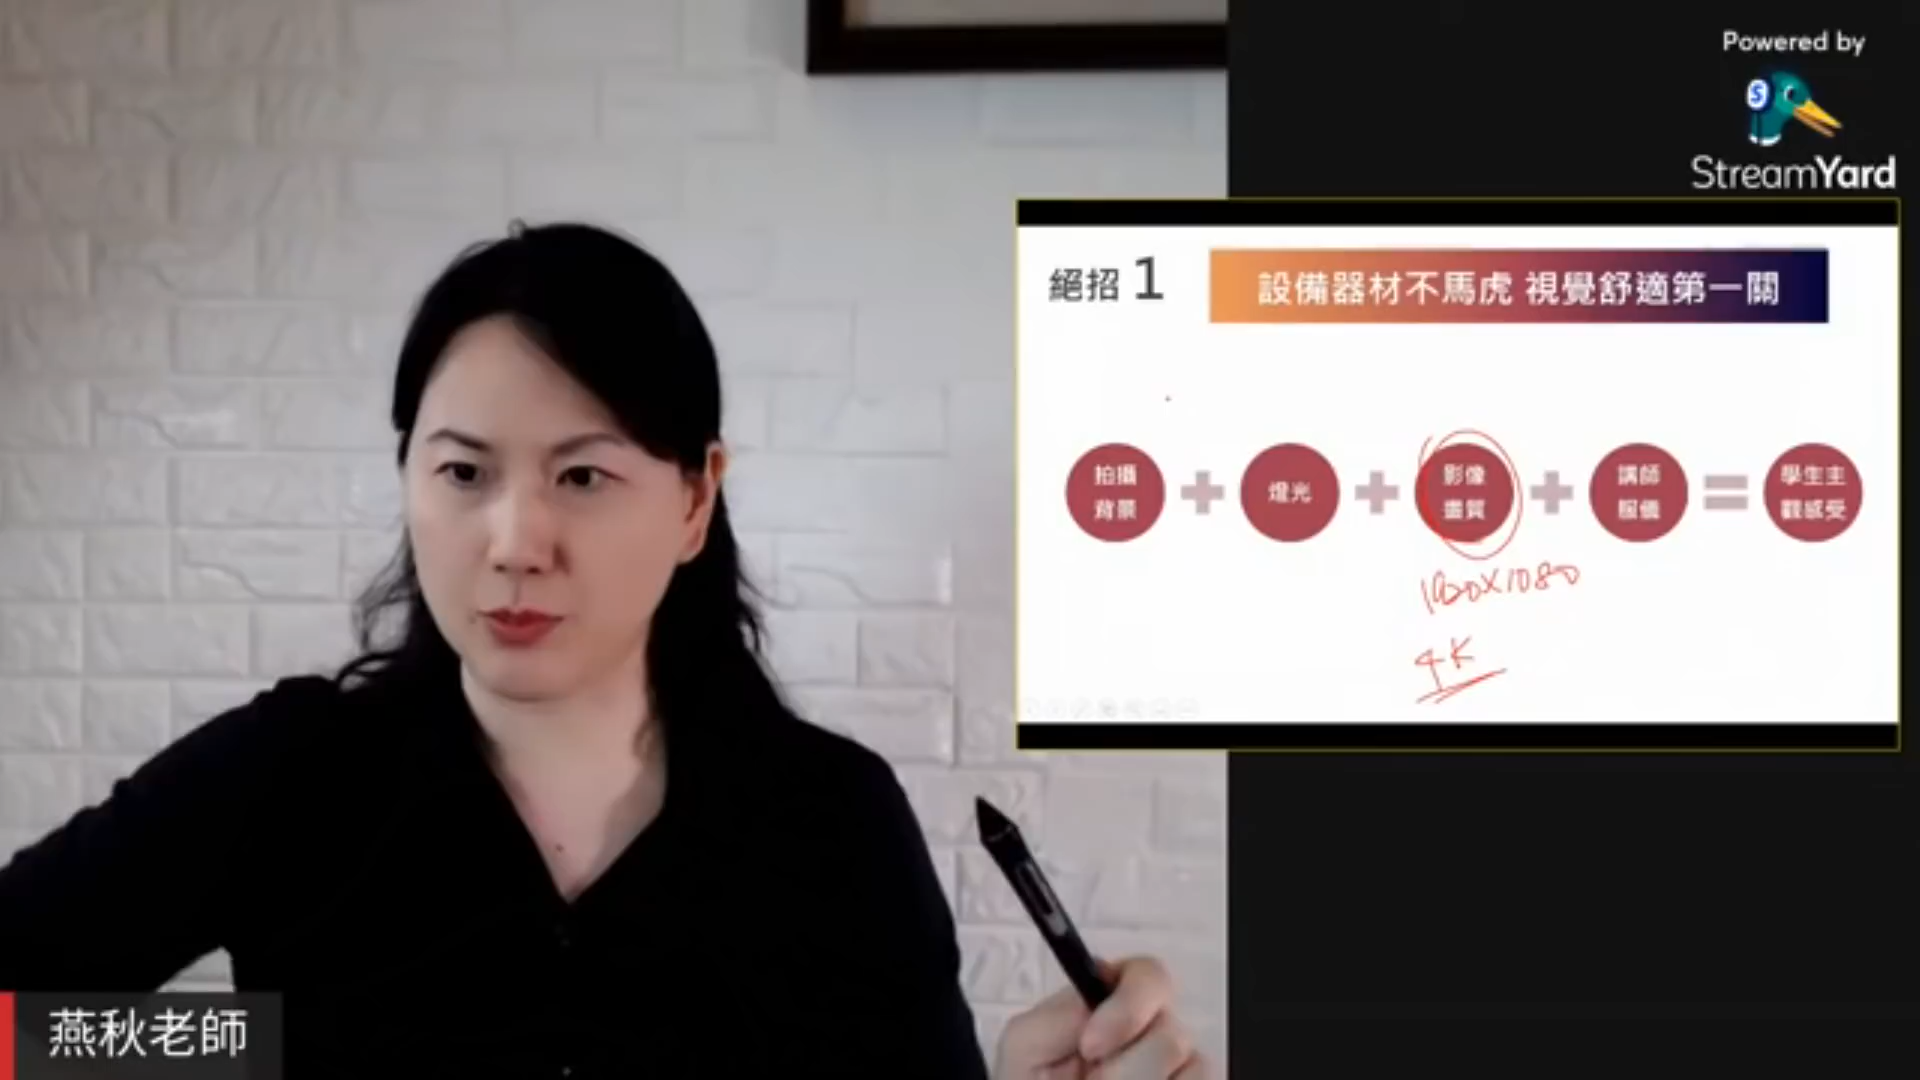 Powered by
StreamYard
絕招 1
設備器材不馬虎 視覺舒適第一關
拍攝
背景
燈光
影像
畫質
講師
服儀
學生主
觀感受
1920X1080
4K
燕秋老師